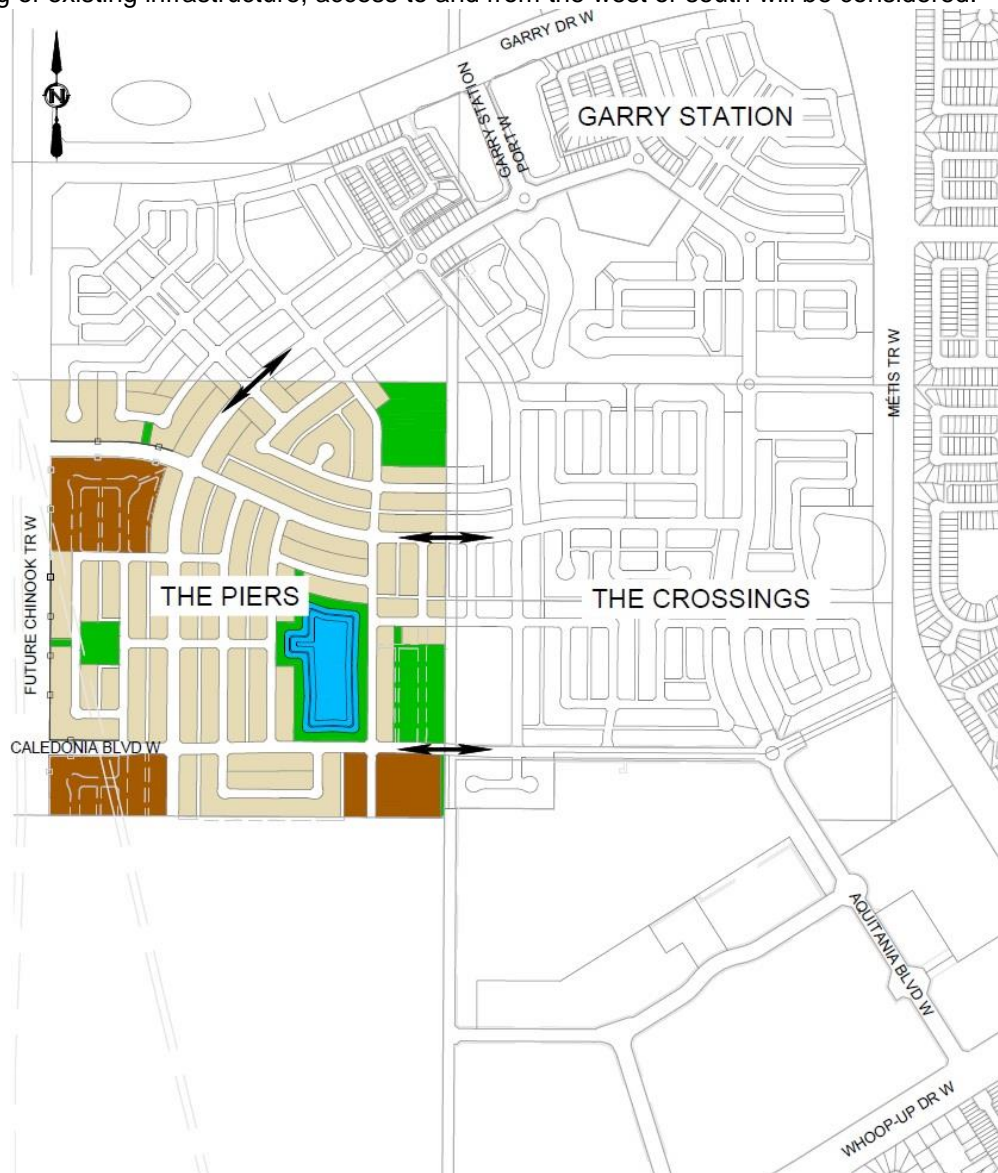 g of existing infrastructure, access to and from the west or south will be considered.
GARRY DR W
N
GARRY STATION
PORT W
GARRY STATION
MÉTIS TR W
THE PIERS
THE CROSSINGS
FUTURE CHINOOK TR W
CALEDONIA BLVD W
AQUITANIA BLVD W
WHOOP-UP DR W